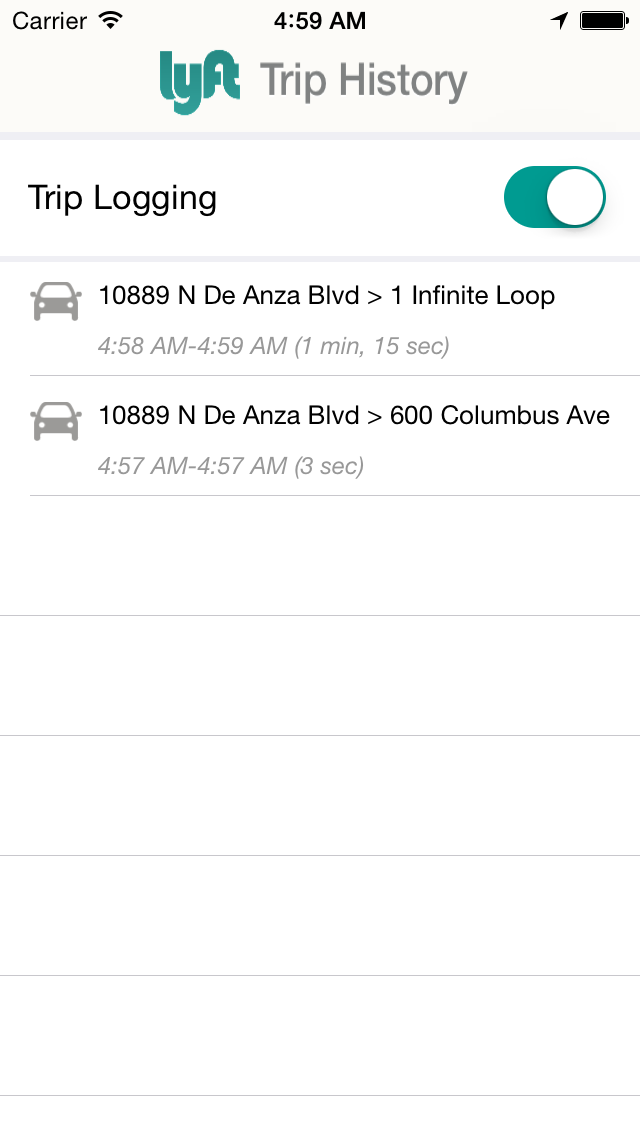 Carrier 4:59 AM
lyft Trip History
Trip Logging
10889 N De Anza Blvd > 1 Infinite Loop
4:58 AM-4:59 AM (1 min, 15 sec)
10889 N De Anza Blvd > 600 Columbus Ave
4:57 AM-4:57 AM (3 sec)